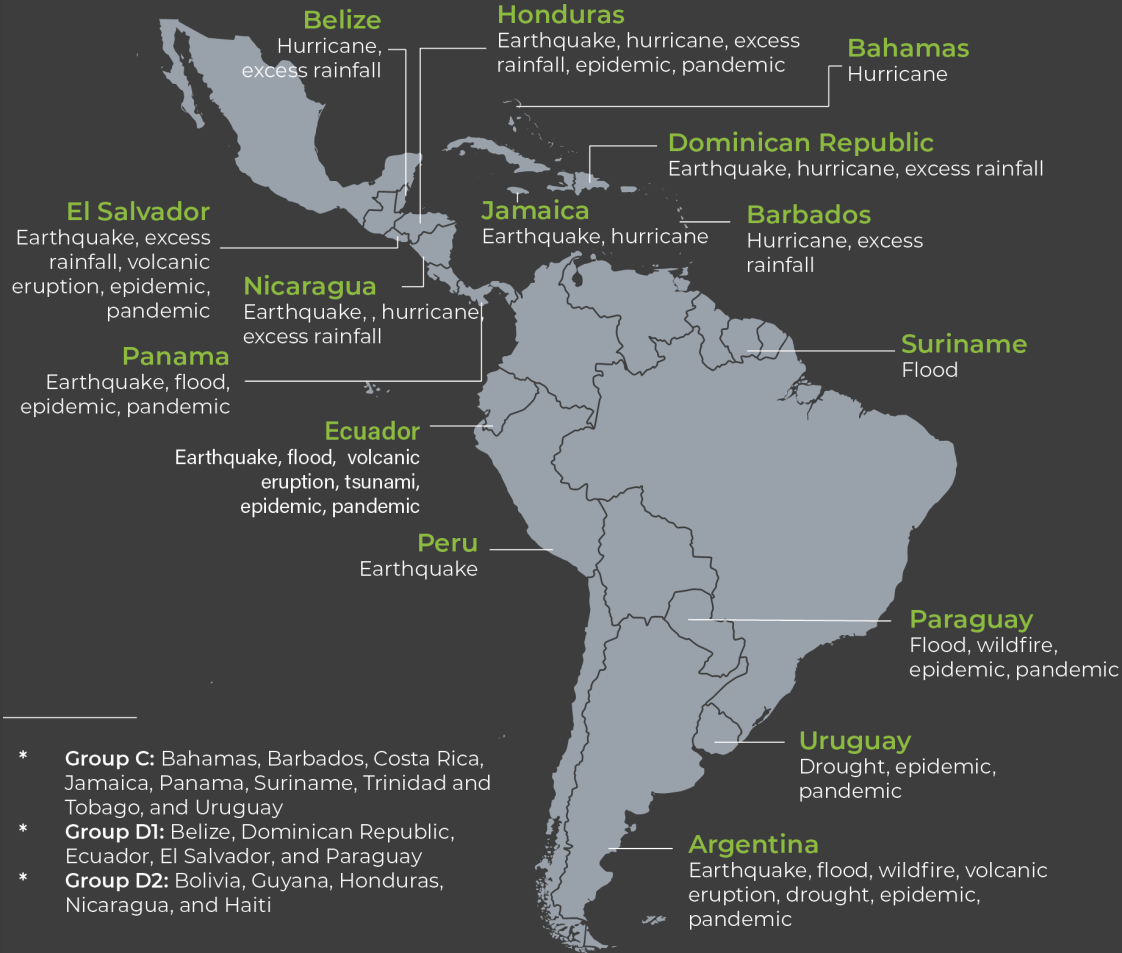 Belize
Hurricane,
excess rainfall
Honduras
Earthquake, hurricane, excess
rainfall, epidemic, pandemic
Bahamas
Hurricane
Dominican Republic
Earthquake, hurricane, excess rainfall
El Salvador
Earthquake, excess
rainfall, volcanic
eruption, epidemic,
pandemic
Jamaica
Earthquake, hurricane
Barbados
Hurricane, excess
rainfall
Nicaragua
Earthquake, , hurricane,
excess rainfall
Panama
Earthquake, flood,
epidemic, pandemic
Suriname
Flood
Ecuador
Earthquake, flood, volcanic
eruption, tsunami,
epidemic, pandemic
Peru
Earthquake
Paraguay
Flood, wildfire,
epidemic, pandemic
Uruguay
Drought, epidemic,
pandemic
Argentina
Earthquake, flood, wildfire, volcanic
eruption, drought, epidemic,
pandemic
* Group C: Bahamas, Barbados, Costa Rica,
Jamaica, Panama, Suriname, Trinidad and
Tobago, and Uruguay
* Group D1: Belize, Dominican Republic,
Ecuador, El Salvador, and Paraguay
* Group D2: Bolivia, Guyana, Honduras,
Nicaragua, and Haiti